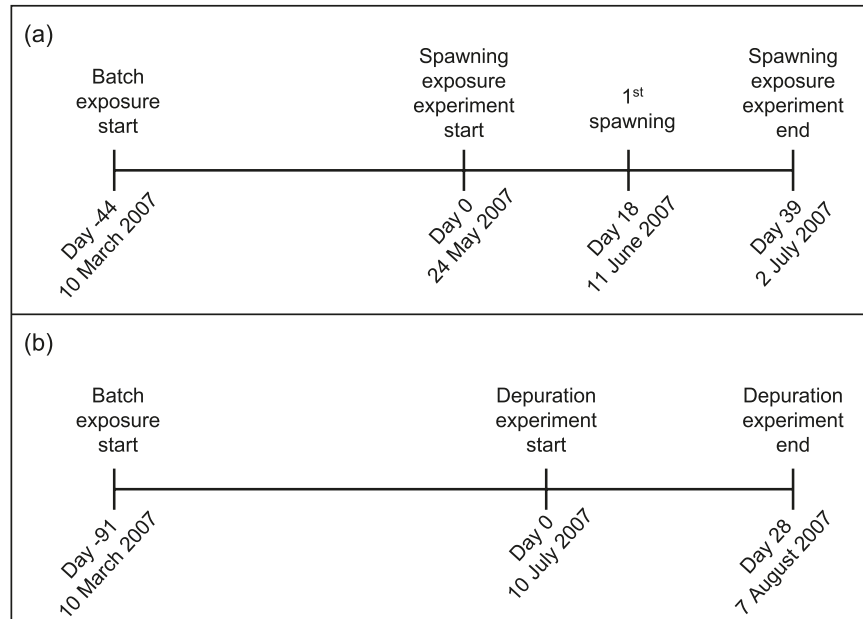 (a)
Batch
exposure
start
Spawning
exposure
experiment
start
1st
spawning
Spawning
exposure
experiment
end
Day -44
10 March 2007
Day 0
24 May 2007
Day 18
11 June 2007
Day 39
2 July 2007
(b)
Batch
exposure
start
Depuration
experiment
start
Depuration
experiment
end
Day -91
10 March 2007
Day 0
10 July 2007
Day 28
7 August 2007